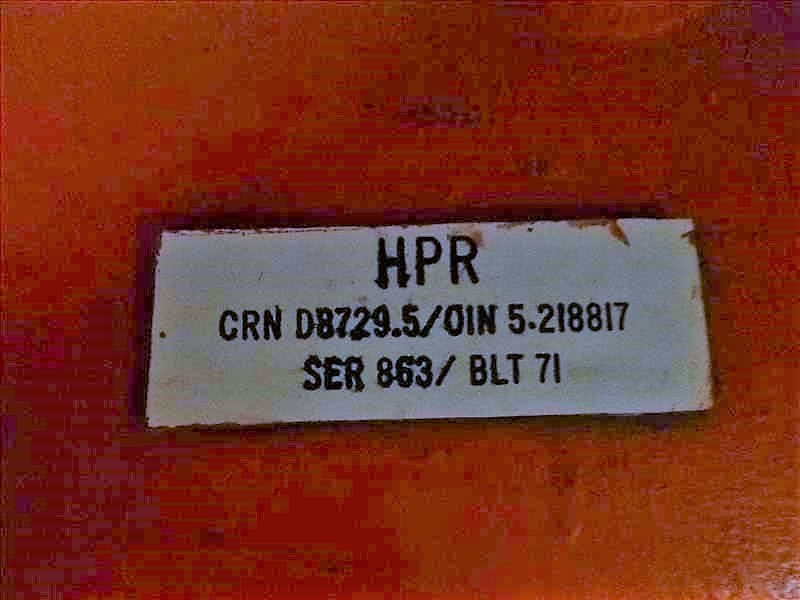 HPR
CRN D8729.5/OIN 5.218817
SER 863/ BLT 71